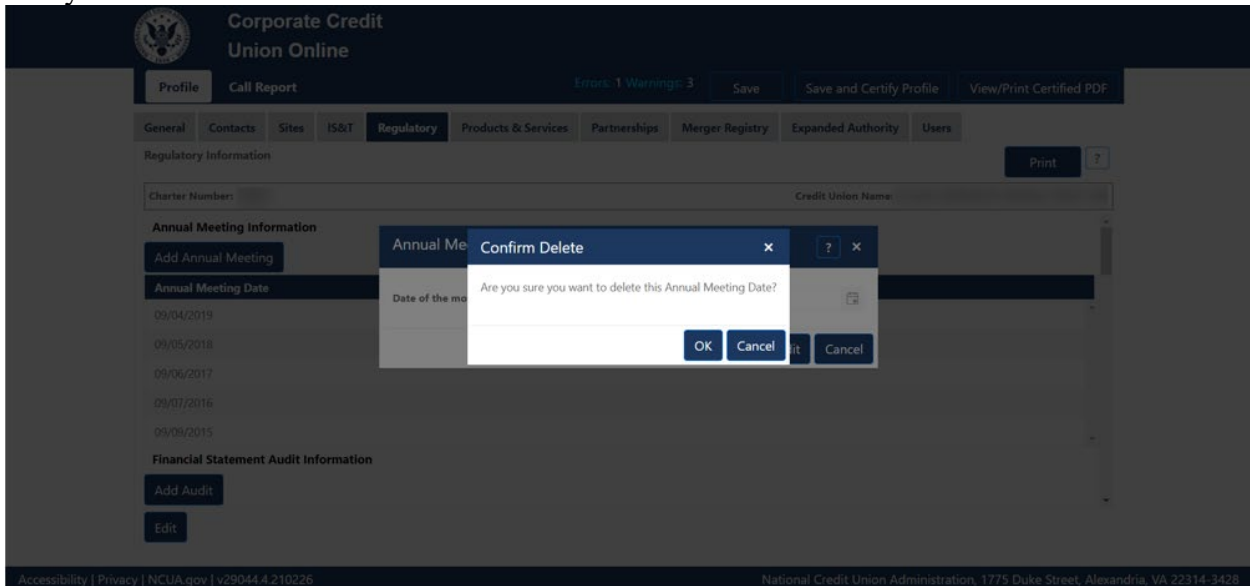 Corporate Credit
Union Online
Profile Call Report Errors: 1 Warnings: 3 Save Save and Certify Profile View/Print Certified PDF
General Contacts Sites IS&T Regulatory Products & Services Partnerships Merger Registry Expanded Authority Users
Regulatory Information Print ?
Charter Number: Credit Union Name:
Annual Meeting Information
Add Annual Meeting
Annual Me ? ×
Confirm Delete ×
Annual Meeting Date
Date of the mo
Are you sure you want to delete this Annual Meeting Date?
09/04/2019
09/05/2018
OK Cancel
Cancel
09/06/2017
09/07/2016
09/09/2015
Financial Statement Audit Information
Add Audit
Edit
Accessibility | Privacy | NCUA.gov | v29044.4.210226 National Credit Union Administration, 1775 Duke Street, Alexandria, VA 22314-3428